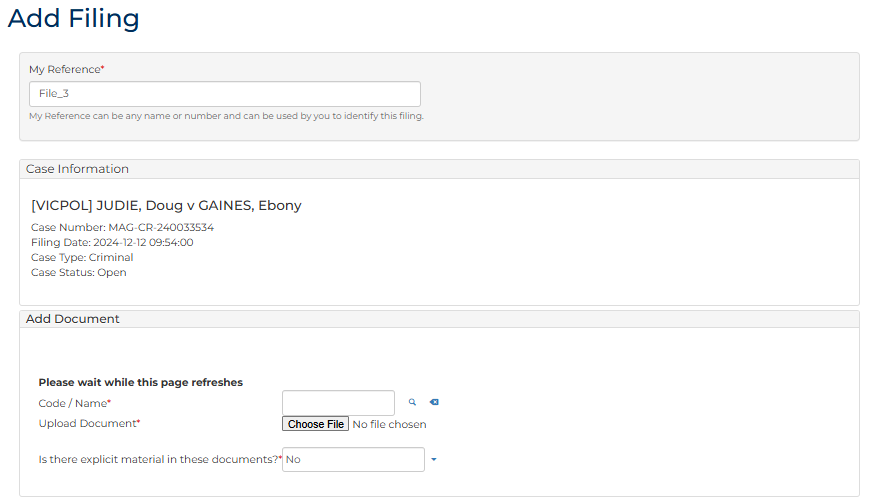 Add Filing
My Reference*
File_3
My Reference can be any name or number and can be used by you to identify this filing.
Case Information
[VICPOL] JUDIE, Doug v GAINES, Ebony
Case Number: MAG-CR-240033534
Filing Date: 2024-12-12 09:54:00
Case Type: Criminal
Case Status: Open
Add Document
Please wait while this page refreshes
Code / Name*
Upload Document* Choose File No file chosen
Is there explicit material in these documents?* No